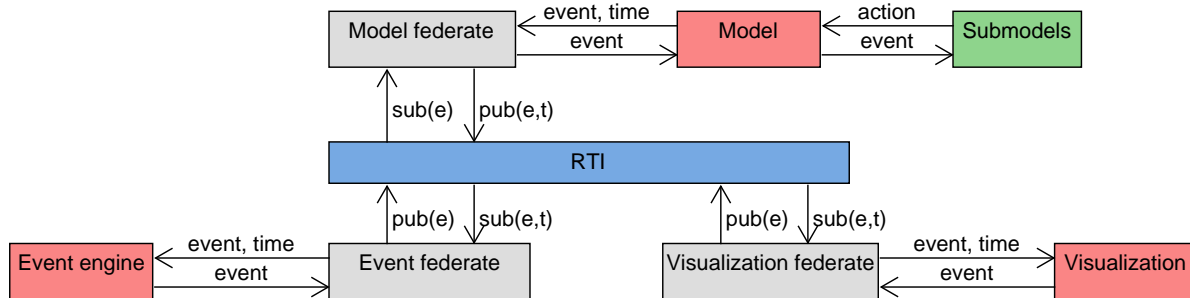 event, time
action
Model federate
Model
Submodels
event
event
sub(e)
pub(e,t)
RTI
pub(e)
sub(e,t)
pub(e)
sub(e,t)
event, time
event, time
Event engine
Event federate
Visualization federate
Visualization
event
event